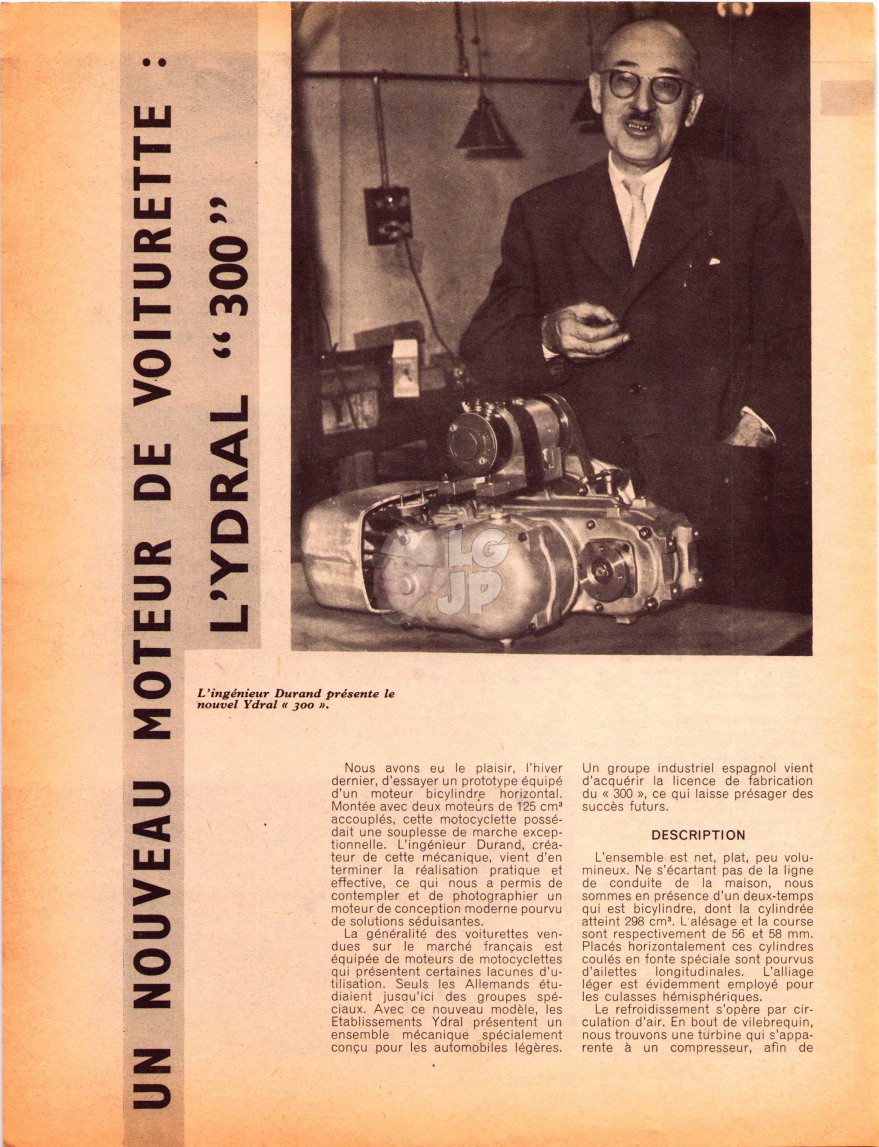 UN NOUVEAU MOTEUR DE VOITURETTE :
L'YDRAL “300”
LG
JP
L'ingénieur Durand présente le
nouvel Ydral « 300 ».
Nous avons eu le plaisir, l'hiver
dernier, d'essayer un prototype équipé
d'un moteur bicylindre horizontal.
Montée avec deux moteurs de 125 cm³
accouplés, cette motocyclette possé-
dait une souplesse de marche excep-
tionnelle. L'ingénieur Durand, créa-
teur de cette mécanique, vient d'en
terminer la réalisation pratique et
effective, ce qui nous a permis de
contempler et de photographier un
moteur de conception moderne pourvu
de solutions séduisantes.
La généralité des voiturettes ven-
dues sur le marché français est
équipée de moteurs de motocyclettes
qui présentent certaines lacunes d'u-
tilisation. Seuls les Allemands étu-
diaient jusqu'ici des groupes spé-
ciaux. Avec ce nouveau modèle, les
Etablissements Ydral présentent un
ensemble mécanique spécialement
conçu pour les automobiles légères.
Un groupe industriel espagnol vient
d'acquérir la licence de fabrication
du « 300 », ce qui laisse présager des
succès futurs.
DESCRIPTION
L'ensemble est net, plat, peu volu-
mineux. Ne s'écartant pas de la ligne
de conduite de la maison, nous
sommes en présence d'un deux-temps
qui est bicylindre, dont la cylindrée
atteint 298 cm³. L'alésage et la course
sont respectivement de 56 et 58 mm.
Placés horizontalement ces cylindres
coulés en fonte spéciale sont pourvus
d'ailettes longitudinales. L'alliage
léger est évidemment employé pour
les culasses hémisphériques.
Le refroidissement s'opère par cir-
culation d'air. En bout de vilebrequin,
nous trouvons une turbine qui s'appa-
rente à un compresseur, afin de